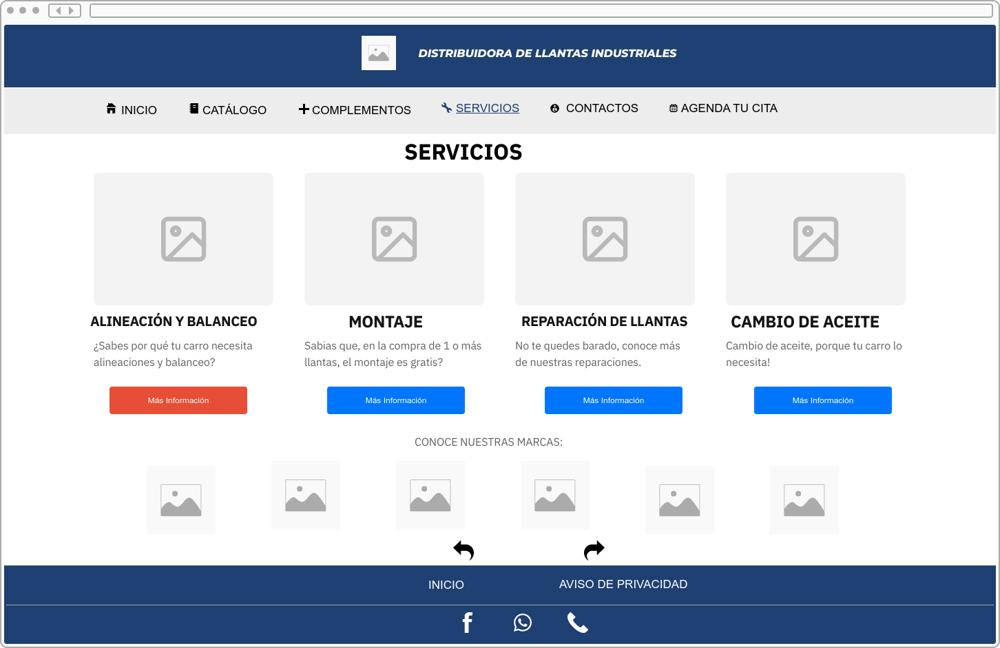 DISTRIBUIDORA DE LLANTAS INDUSTRIALES
INICIO
CATÁLOGO
COMPLEMENTOS
SERVICIOS
CONTACTOS
AGENDA TU CITA
SERVICIOS
ALINEACIÓN Y BALANCEO
¿Sabes por qué tu carro necesita
alineaciones y balanceo?
Más Información
MONTAJE
Sabias que, en la compra de 1 o más
llantas, el montaje es gratis?
Más Información
REPARACIÓN DE LLANTAS
No te quedes barado, conoce más
de nuestras reparaciones.
Más Información
CAMBIO DE ACEITE
Cambio de aceite, porque tu carro lo
necesita!
Más Información
CONOCE NUESTRAS MARCAS:
INICIO
AVISO DE PRIVACIDAD